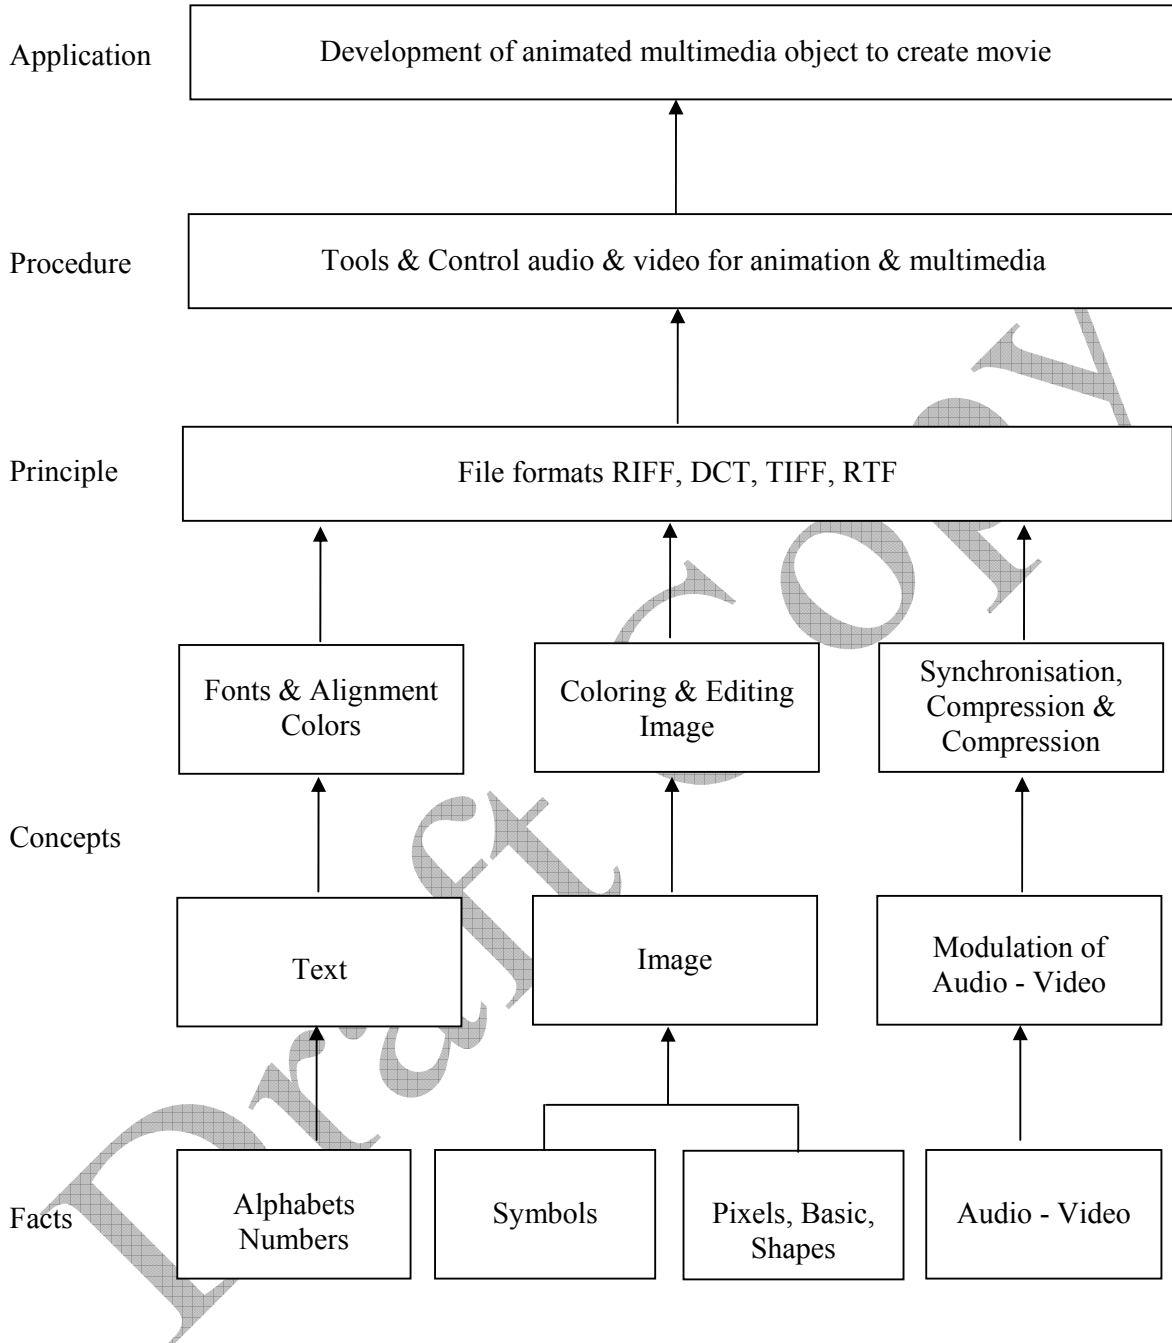 Application
Development of animated multimedia object to create movie
Procedure
Tools & Control audio & video for animation & multimedia
Principle
File formats RIFF, DCT, TIFF, RTF
Fonts & Alignment
Colors
Coloring & Editing
Image
Synchronisation,
Compression &
Compression
Concepts
Text
Image
Modulation of
Audio - Video
Facts
Alphabets
Numbers
Symbols
Pixels, Basic,
Shapes
Audio - Video
Draft Copy